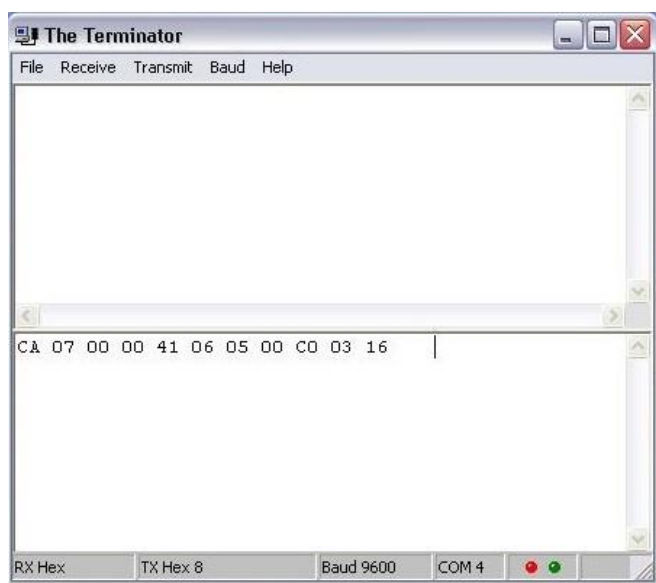 The Terminator
File Receive Transmit Baud Help
CA 07 00 00 41 06 05 00 C0 03 16
RX Hex TX Hex 8 Baud 9600 COM 4